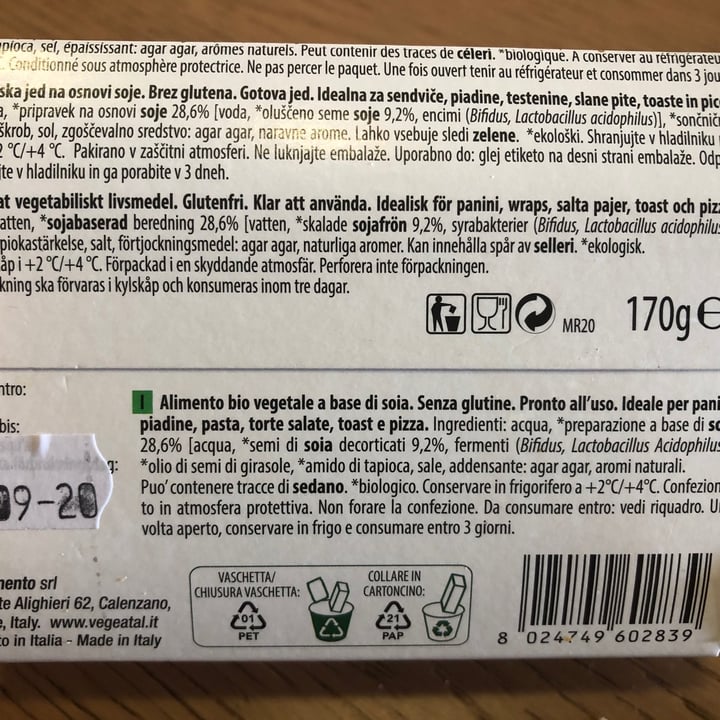 tapioca, sel, épaississant: agar agar, arômes naturels. Peut contenir des traces de céleri. *biologique. A conserver au réfrigérateu
C. Conditionné sous atmosphère protectrice. Ne pas percer le paquet. Une fois ouvert tenir au réfrigérateur et consommer dans 3 jou
ska jed na osnovi soje. Brez glutena. Gotova jed. Idealna za sendviče, piadine, testenine, slane pite, toaste in pic
a, *pripravek na osnovi soje 28,6% [voda, *oluščeno seme soje 9,2%, encimi (Bifidus, Lactobacillus acidophilus)], *sončnič
škrob, sol, zgoščevalno sredstvo: agar agar, naravne arome. Lahko vsebuje sledi zelene. *ekološki. Shranjujte v hladilniku
2 °C/+4 °C. Pakirano v zaščitni atmosferi. Ne luknjajte embalaže. Uporabno do: glej etiketo na desni strani embalaže. Odp
jte v hladilniku in ga porabite v 3 dneh.
at vegetabiliskt livsmedel. Glutenfri. Klar att använda. Idealisk för panini, wraps, salta pajer, toast och piz
atten, *sojabaserad beredning 28,6% [vatten, *skalade sojafrön 9,2%, syrabakterier (Bifidus, Lactobacillus acidophilus
piokastärkelse, salt, förtjockningsmedel: agar agar, naturliga aromer. Kan innehålla spår av selleri. *ekologisk.
åp i +2 °C/+4 °C. Förpackad i en skyddande atmosfär. Perforera inte förpackningen.
kning ska förvaras i kylskåp och konsumeras inom tre dagar.
MR20 170g e
ntro:
bis:
g:
09-20
I Alimento bio vegetale a base di soia. Senza glutine. Pronto all'uso. Ideale per pani
piadine, pasta, torte salate, toast e pizza. Ingredienti: acqua, *preparazione a base di so
28,6% [acqua, *semi di soia decorticati 9,2%, fermenti (Bifidus, Lactobacillus Acidophilus
*olio di semi di girasole, *amido di tapioca, sale, addensante: agar agar, aromi naturali.
Puo' contenere tracce di sedano. *biologico. Conservare in frigorifero a +2°C/+4°C. Confezion
to in atmosfera protettiva. Non forare la confezione. Da consumare entro: vedi riquadro. U
volta aperto, conservare in frigo e consumare entro 3 giorni.
mento srl
te Alighieri 62, Calenzano,
e, Italy. www.vegeatal.it
to in Italia - Made in Italy
VASCHETTA/
CHIUSURA VASCHETTA:
01
PET
COLLARE IN
CARTONCINO:
21
PAP
8 024749 602839